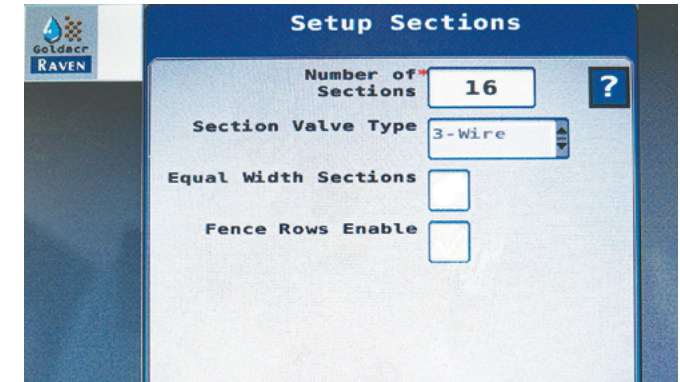 Goldacr
RAVEN
Setup Sections
Number of*
Sections
16
?
Section Valve Type
3-Wire
Equal Width Sections
Fence Rows Enable